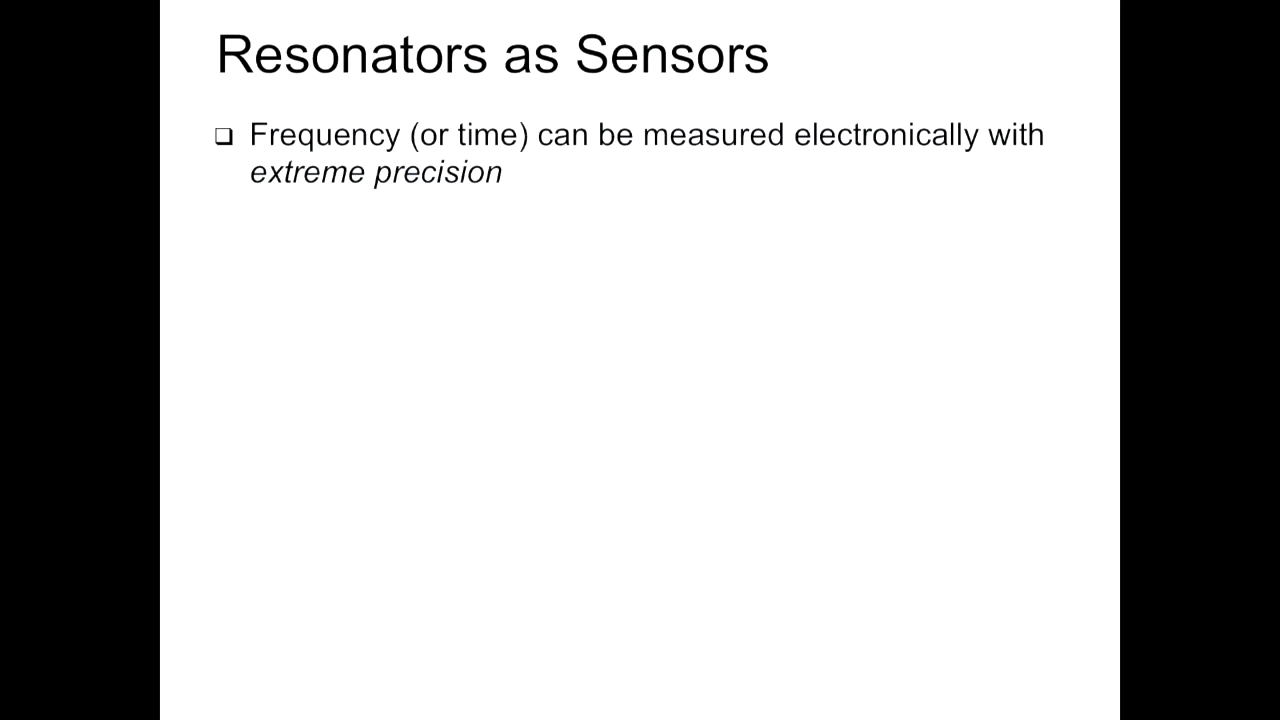 Resonators as Sensors
❑ Frequency (or time) can be measured electronically with
extreme precision